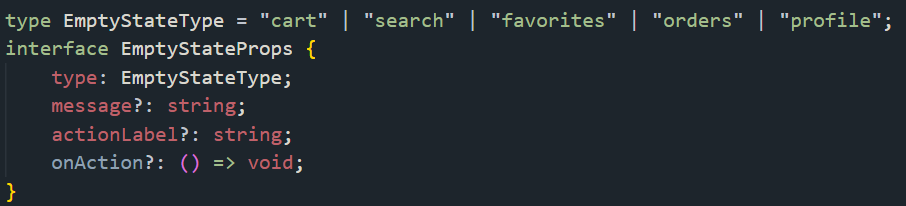 type EmptyStateType = "cart" | "search" | "favorites" | "orders" | "profile";
interface EmptyStateProps {
    type: EmptyStateType;
    message?: string;
    actionLabel?: string;
    onAction?: () => void;
}